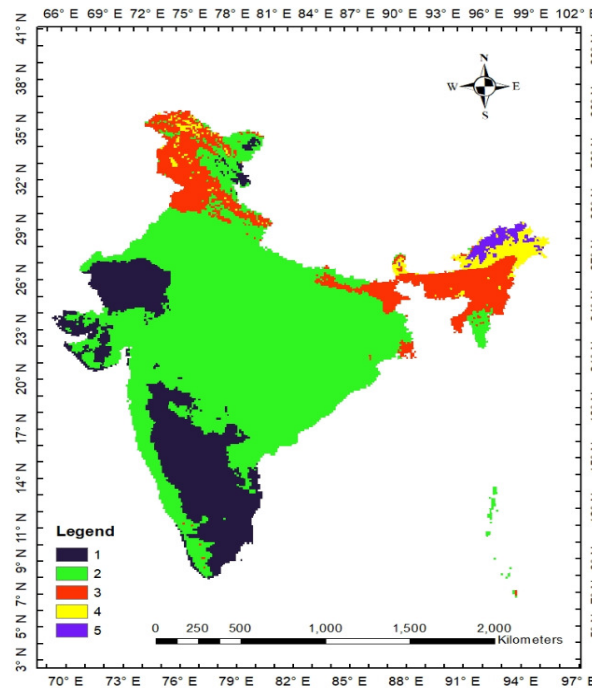 66° E 69° E 72° E 75° E 78° E 81° E 84° E 87° E 90° E 93° E 96° E 99° E 102° E
41° N
38° N
35° N
32° N
29° N
26° N
23° N
20° N
17° N
14° N
11° N
9° N
7° N
5° N
3° N
N
W E
S
Legend
1
2
3
4
5
0 250 500 1,000 1,500 2,000
Kilometers
70° E 73° E 76° E 79° E 82° E 85° E 88° E 91° E 94° E 97° E